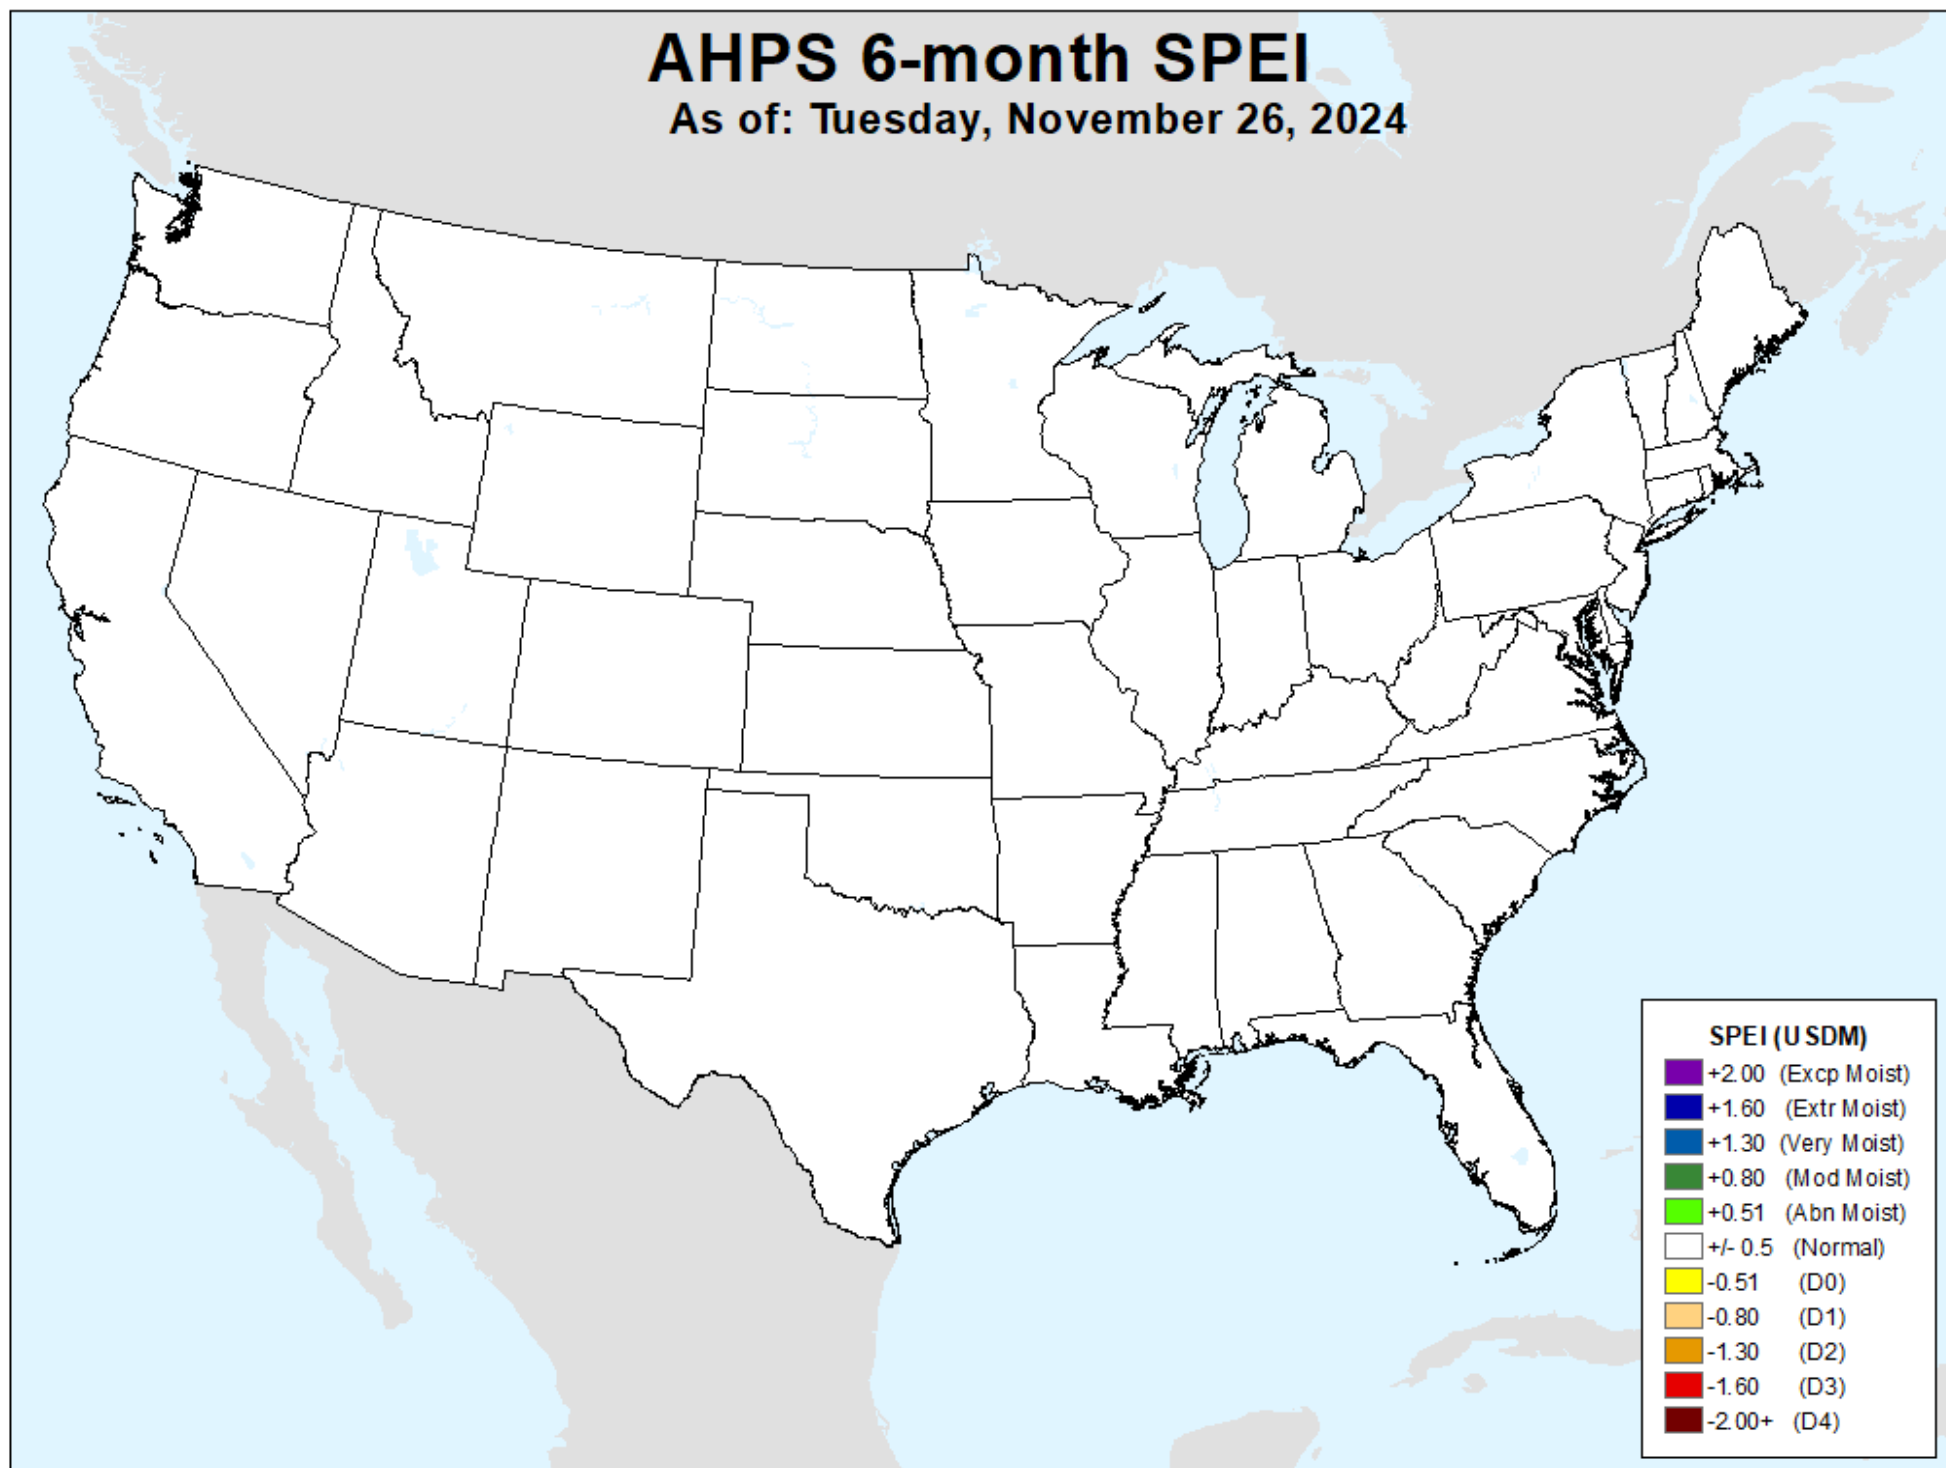 AHPS 6-month SPEI
As of: Tuesday, November 26, 2024
SPEI (USDM)
+2.00 (Excp Moist)
+1.60 (Extr Moist)
+1.30 (Very Moist)
+0.80 (Mod Moist)
+0.51 (Abn Moist)
+/- 0.5 (Normal)
-0.51 (D0)
-0.80 (D1)
-1.30 (D2)
-1.60 (D3)
-2.00+ (D4)